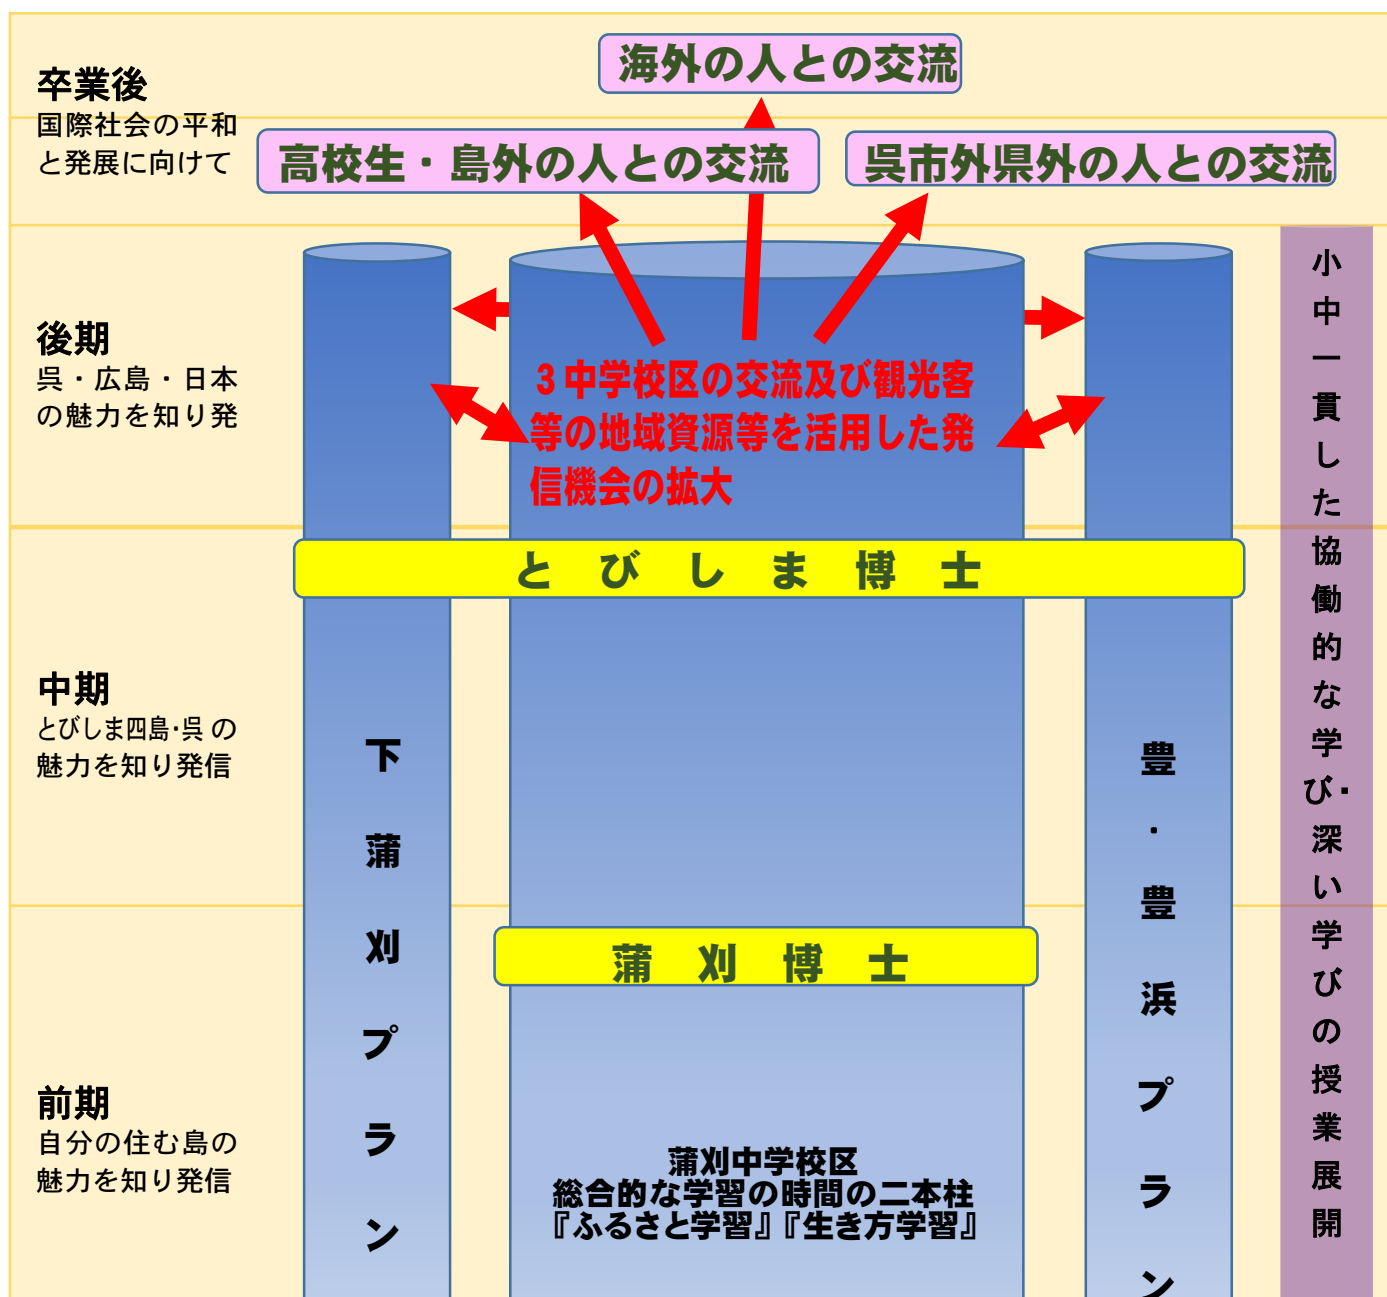 海外の人との交流
卒業後
国際社会の平和
と発展に向けて
高校生・島外の人との交流
呉市外県外の人との交流
後期
呉・広島・日本
の魅力を知り発
３中学校区の交流及び観光客
等の地域資源等を活用した発
信機会の拡大
とびしま博士
中期
とびしま四島・呉の
魅力を知り発信
蒲刈博士
前期
自分の住む島の
魅力を知り発信
下蒲刈プラン
蒲刈中学校区
総合的な学習の時間の二本柱
『ふるさと学習』『生き方学習』
豊・豊浜プラン
小中一貫した協働的な学び・深い学びの授業展開